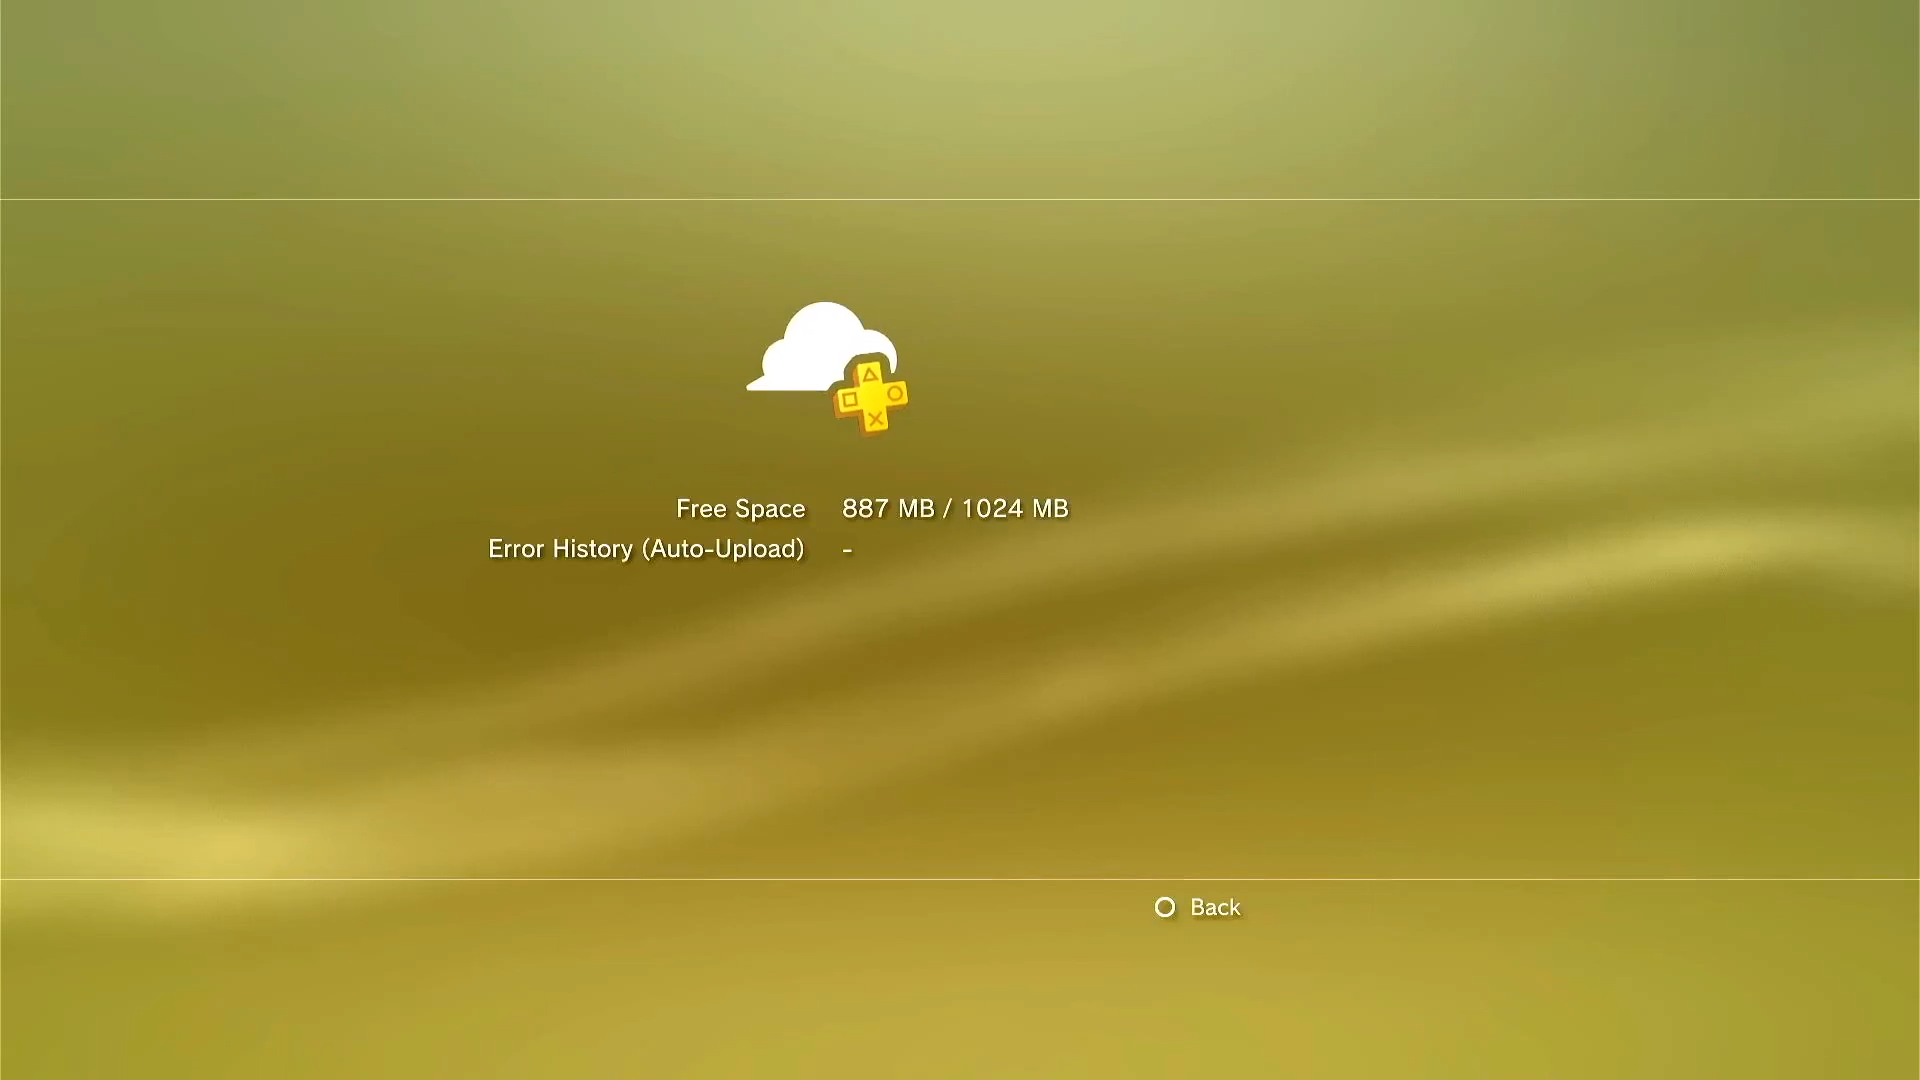 Free Space 887 MB / 1024 MB
Error History (Auto-Upload) -
Back